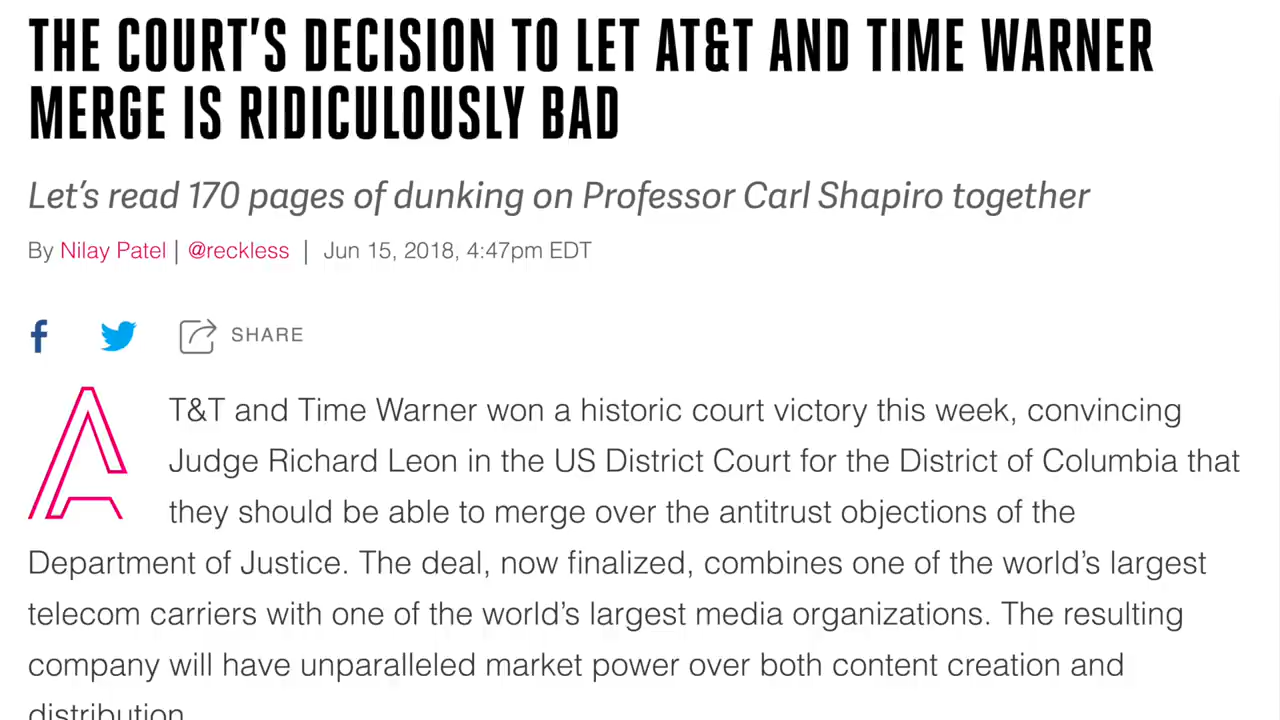 THE COURT'S DECISION TO LET AT&T AND TIME WARNER
MERGE IS RIDICULOUSLY BAD
Let's read 170 pages of dunking on Professor Carl Shapiro together
By Nilay Patel | @reckless | Jun 15, 2018, 4:47pm EDT
SHARE
AT&T and Time Warner won a historic court victory this week, convincing
Judge Richard Leon in the US District Court for the District of Columbia that
they should be able to merge over the antitrust objections of the
Department of Justice. The deal, now finalized, combines one of the world's largest
telecom carriers with one of the world's largest media organizations. The resulting
company will have unparalleled market power over both content creation and
distribution.